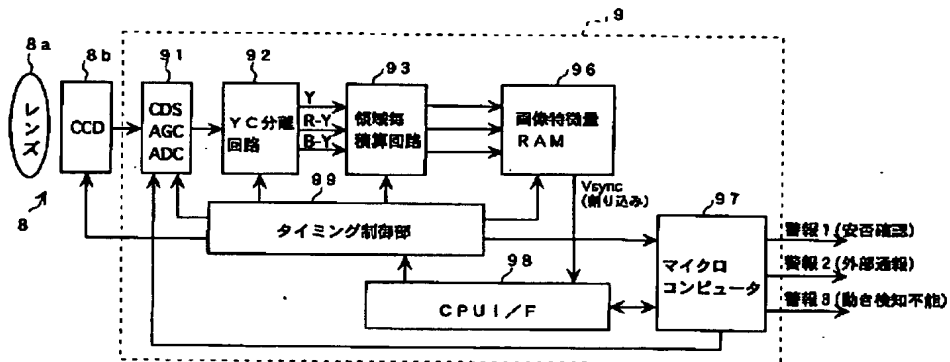 9
8a
8b
91
92
93
96
レンズ
CCD
CDS
AGC
ADC
YC分離
回路
Y
R-Y
B-Y
領域毎
積算回路
画像特徴量
RAM
8
99
タイミング制御部
Vsync
(割り込み)
97
マイクロ
コンピュータ
警報1(安否確認)
警報2(外部通報)
警報3(動き検知不能)
98
CPUI/F